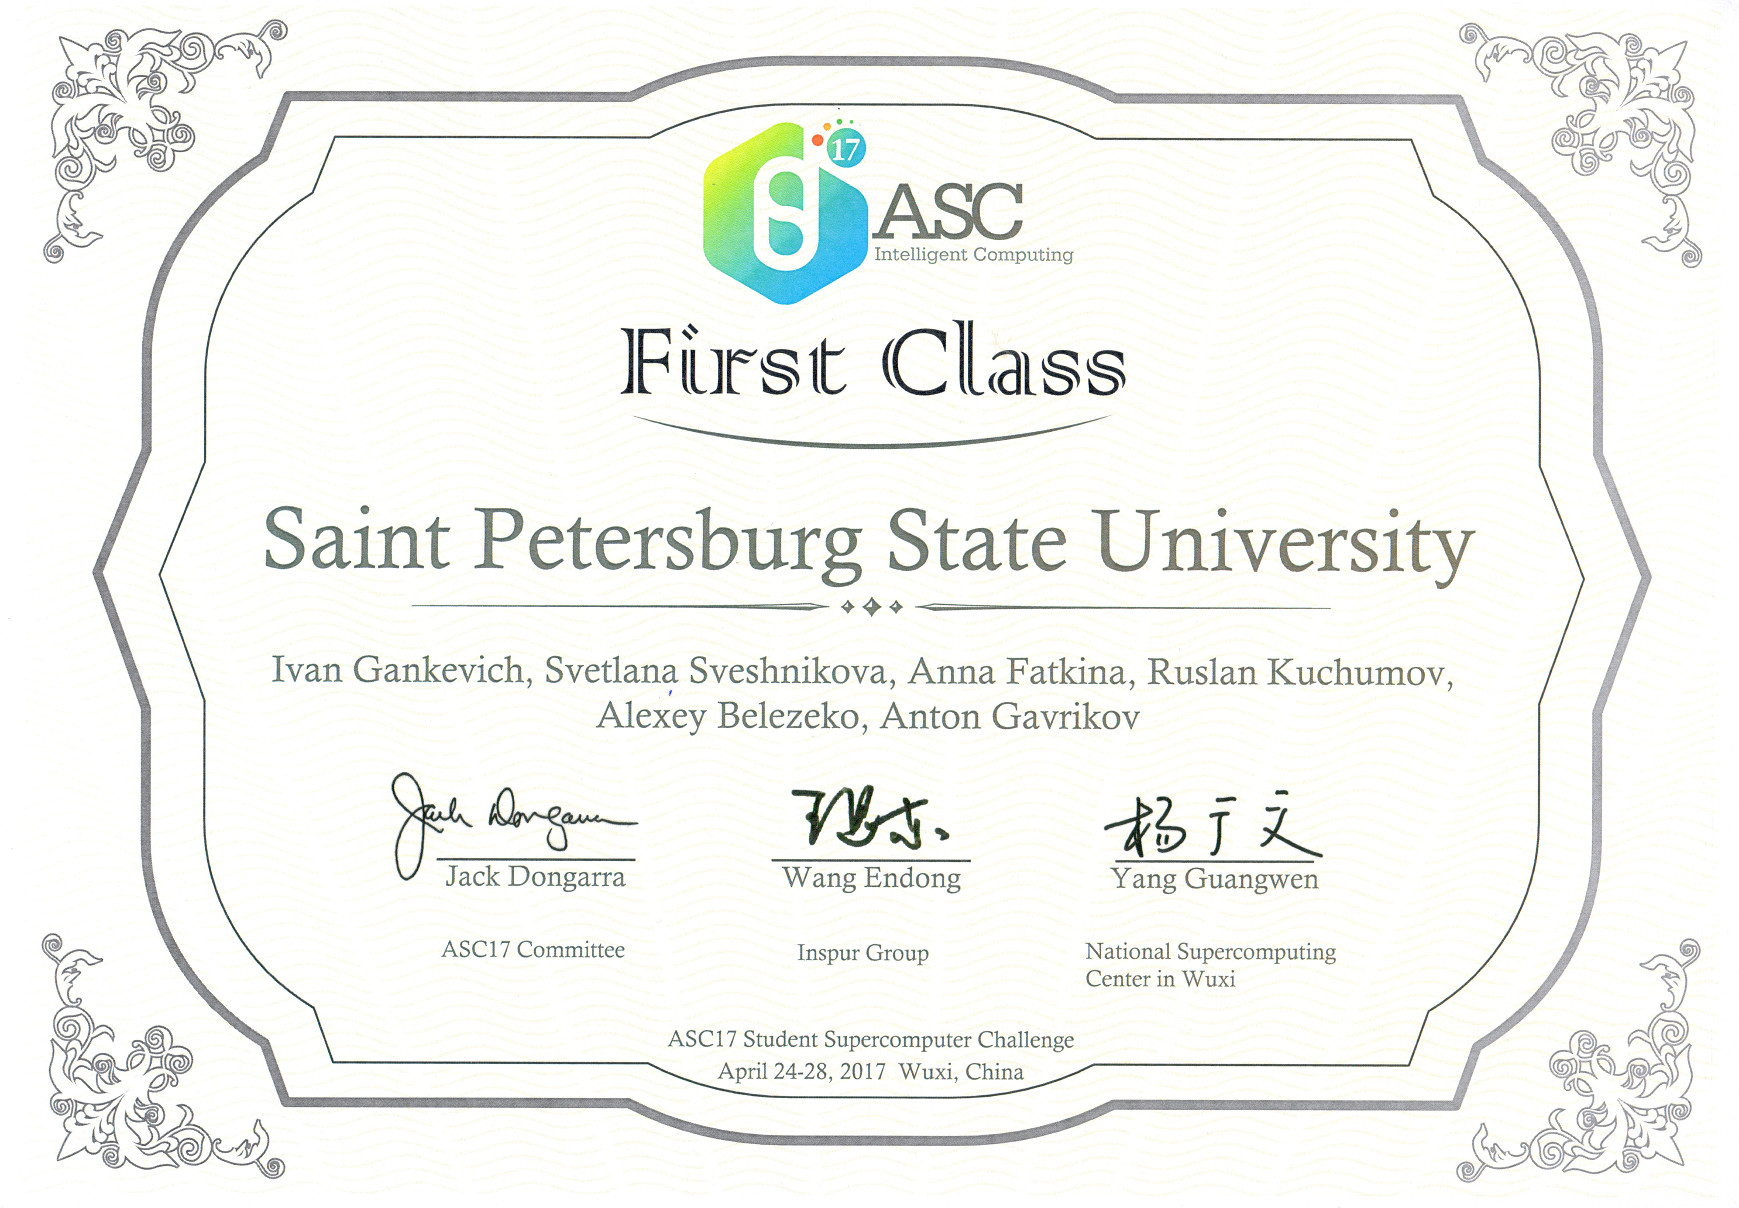 17
ASC
Intelligent Computing
First Class
Saint Petersburg State University
Ivan Gankevich, Svetlana Sveshnikova, Anna Fatkina, Ruslan Kuchumov,
Alexey Belezeko, Anton Gavrikov
Jack Dongarra
杨广文
Jack Dongarra
Wang Endong
Yang Guangwen
ASC17 Committee
Inspur Group
National Supercomputing
Center in Wuxi
ASC17 Student Supercomputer Challenge
April 24-28, 2017 Wuxi, China